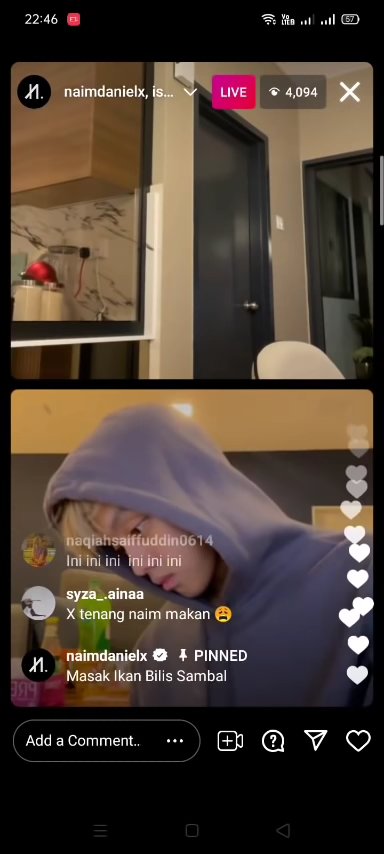 22:46
57
naimdanielx, is...
LIVE
4,094
naqiahsaiffuddin0614
Ini ini ini ini ini ini
syza_.ainaa
X tenang naim makan 😩
naimdanielx PINNED
Masak Ikan Bilis Sambal
Add a Comment..